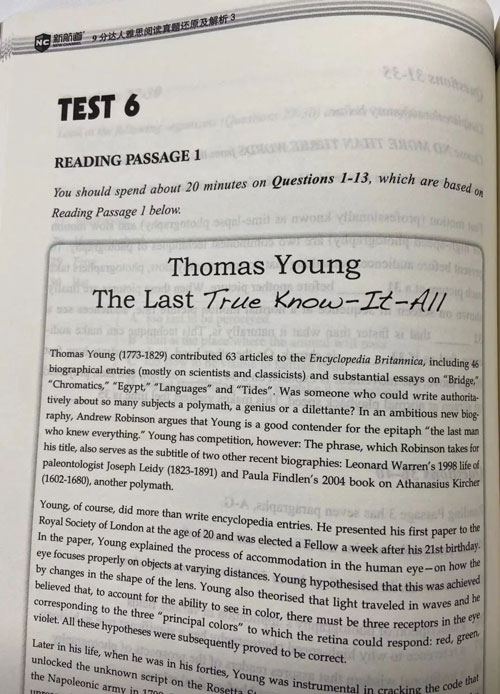 NC 新航道 9分达人雅思阅读真题还原及解析3
TEST 6
READING PASSAGE 1
You should spend about 20 minutes on Questions 1-13, which are based on
Reading Passage 1 below.
Thomas Young
The Last True Know-It-All
Thomas Young (1773-1829) contributed 63 articles to the Encyclopedia Britannica, including 46
biographical entries (mostly on scientists and classicists) and substantial essays on "Bridge,"
"Chromatics," "Egypt," "Languages" and "Tides". Was someone who could write authorita-
tively about so many subjects a polymath, a genius or a dilettante? In an ambitious new biog-
raphy, Andrew Robinson argues that Young is a good contender for the epitaph "the last man
who knew everything." Young has competition, however: The phrase, which Robinson takes for
his title, also serves as the subtitle of two other recent biographies: Leonard Warren's 1998 life of
paleontologist Joseph Leidy (1823-1891) and Paula Findlen's 2004 book on Athanasius Kircher
(1602-1680), another polymath.
Young, of course, did more than write encyclopedia entries. He presented his first paper to the
Royal Society of London at the age of 20 and was elected a Fellow a week after his 21st birthday.
In the paper, Young explained the process of accommodation in the human eye—on how the
eye focuses properly on objects at varying distances. Young hypothesised that this was achieved
by changes in the shape of the lens. Young also theorised that light traveled in waves and he
believed that, to account for the ability to see in color, there must be three receptors in the eye
corresponding to the three "principal colors" to which the retina could respond: red, green,
violet. All these hypotheses were subsequently proved to be correct.
Later in his life, when he was in his forties, Young was instrumental in cracking the code that
unlocked the unknown script on the Rosetta
the Napoleonic army in